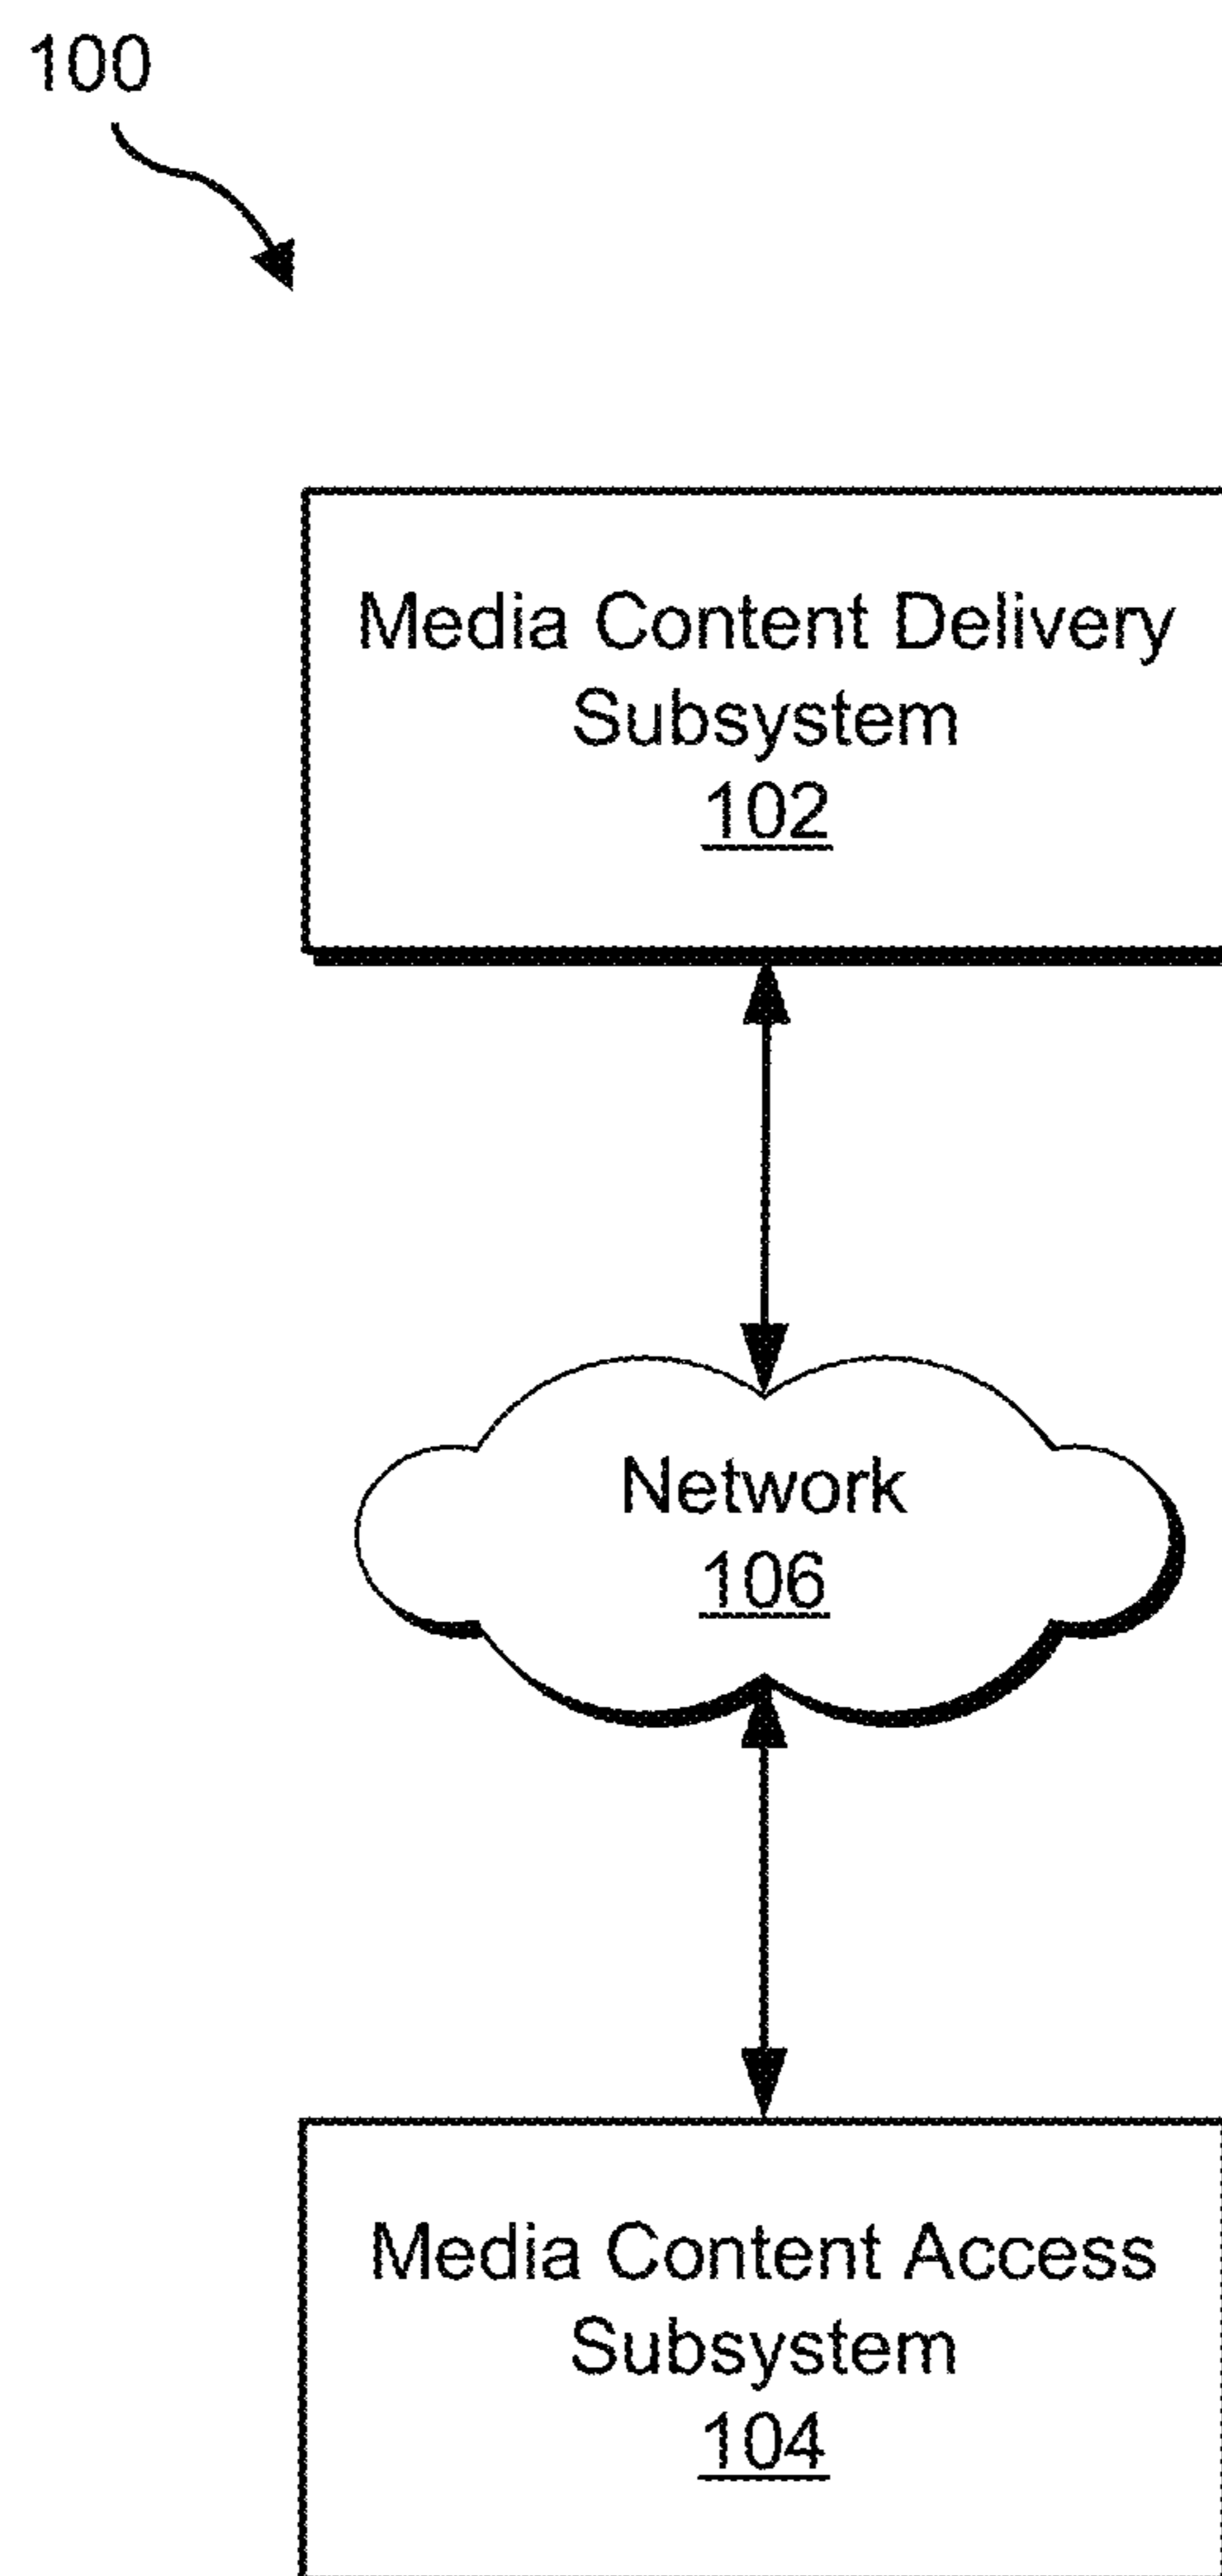 100
Media Content Delivery
Subsystem
102
Network
106
Media Content Access
Subsystem
104